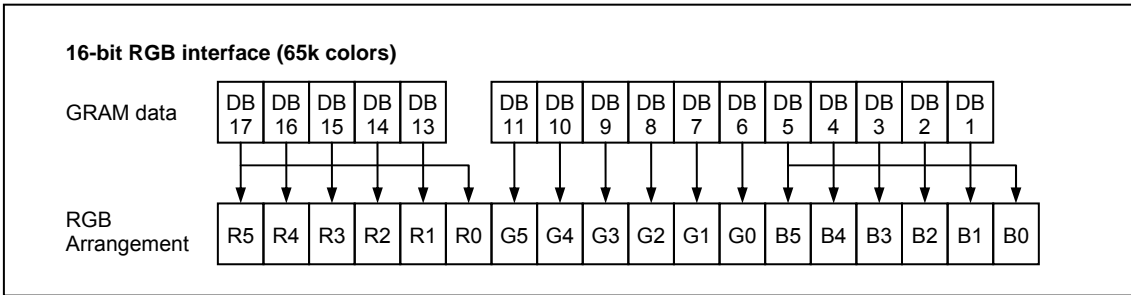 16-bit RGB interface (65k colors)
GRAM data
DB 17 DB 16 DB 15 DB 14 DB 13 DB 11 DB 10 DB 9 DB 8 DB 7 DB 6 DB 5 DB 4 DB 3 DB 2 DB 1
RGB
Arrangement
R5 R4 R3 R2 R1 R0 G5 G4 G3 G2 G1 G0 B5 B4 B3 B2 B1 B0